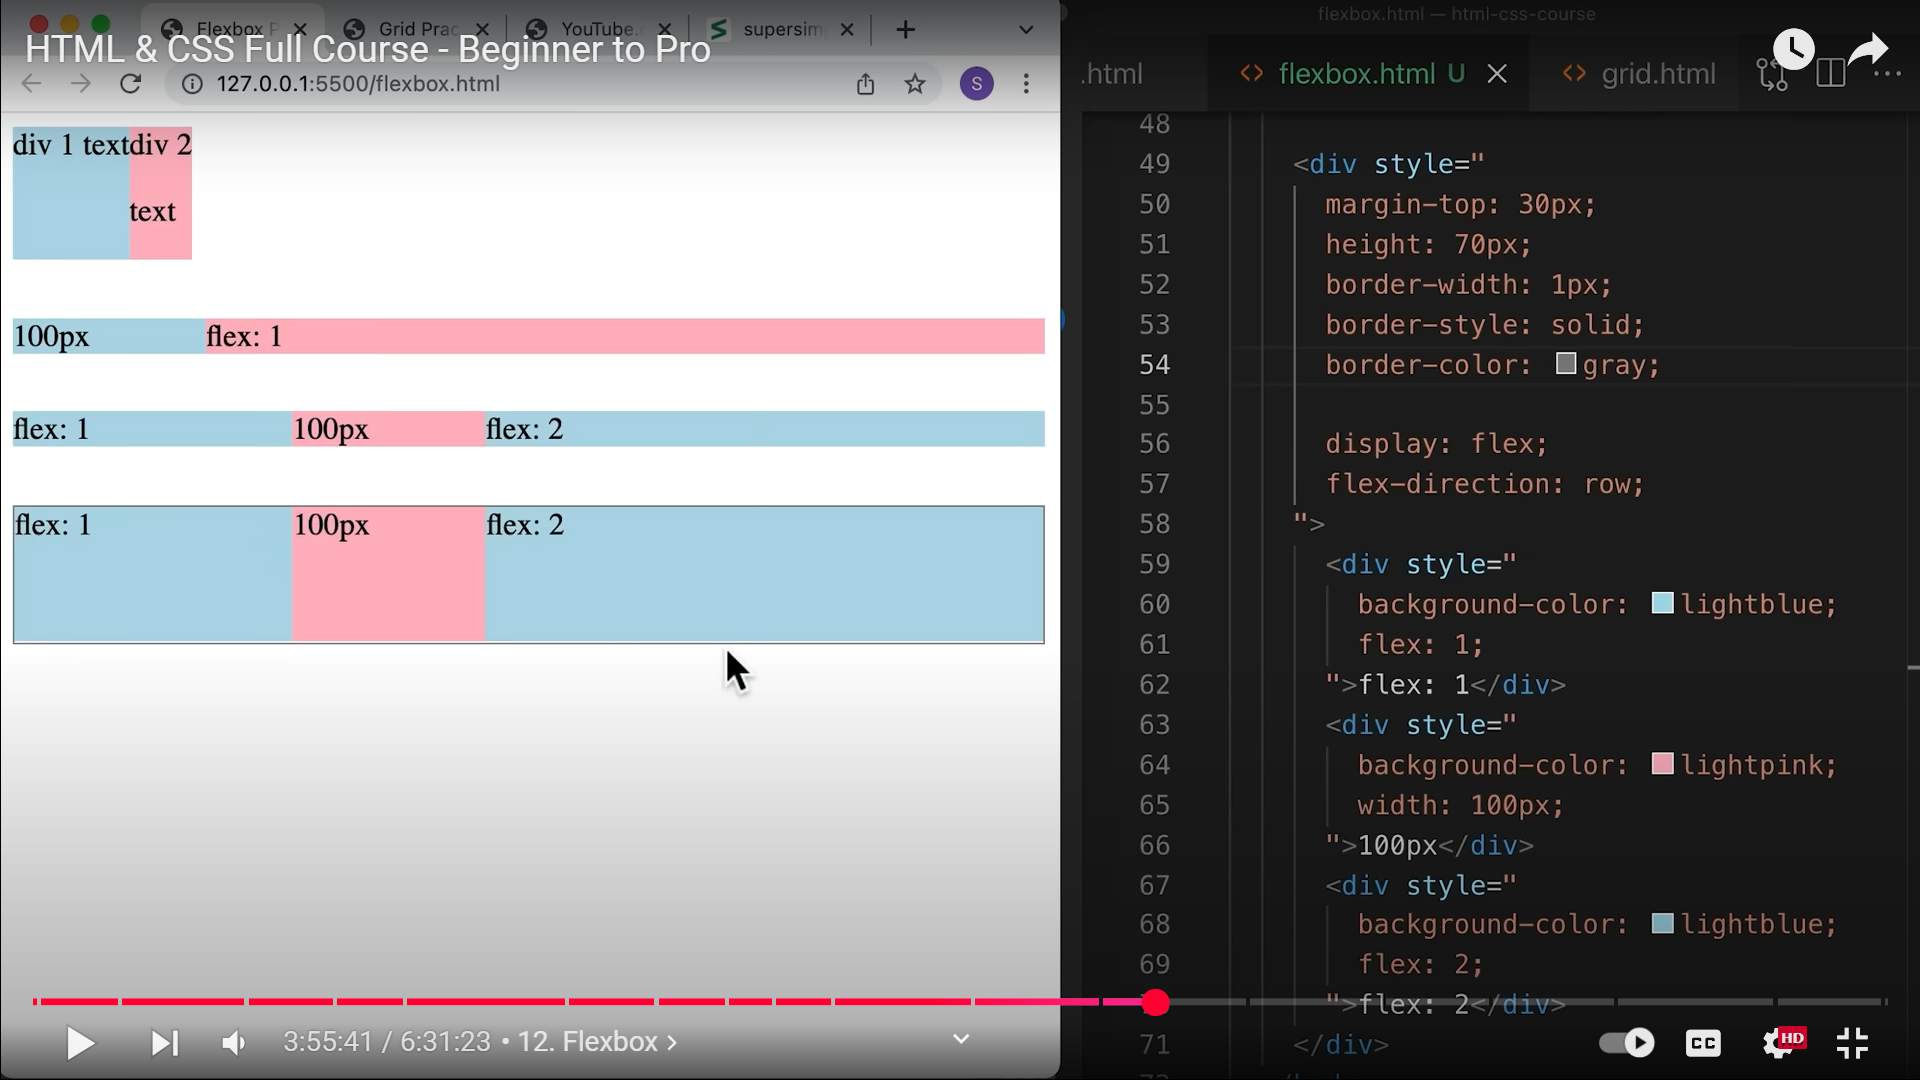 flexbox.html — html-css-course
Flexbox P
Grid Prac
YouTube.
supersim
HTML & CSS Full Course - Beginner to Pro
127.0.0.1:5500/flexbox.html
S
.html
flexbox.html U
grid.html
div 1 text
div 2
text
100px
flex: 1
flex: 1
100px
flex: 2
flex: 1
100px
flex: 2
48
49 <div style="
50 margin-top: 30px;
51 height: 70px;
52 border-width: 1px;
53 border-style: solid;
54 border-color: gray;
55
56 display: flex;
57 flex-direction: row;
58 ">
59 <div style="
60 background-color: lightblue;
61 flex: 1;
62 ">flex: 1</div>
63 <div style="
64 background-color: lightpink;
65 width: 100px;
66 ">100px</div>
67 <div style="
68 background-color: lightblue;
69 flex: 2;
">flex: 2</div>
71 </div>
3:55:41 / 6:31:23 • 12. Flexbox
CC
HD